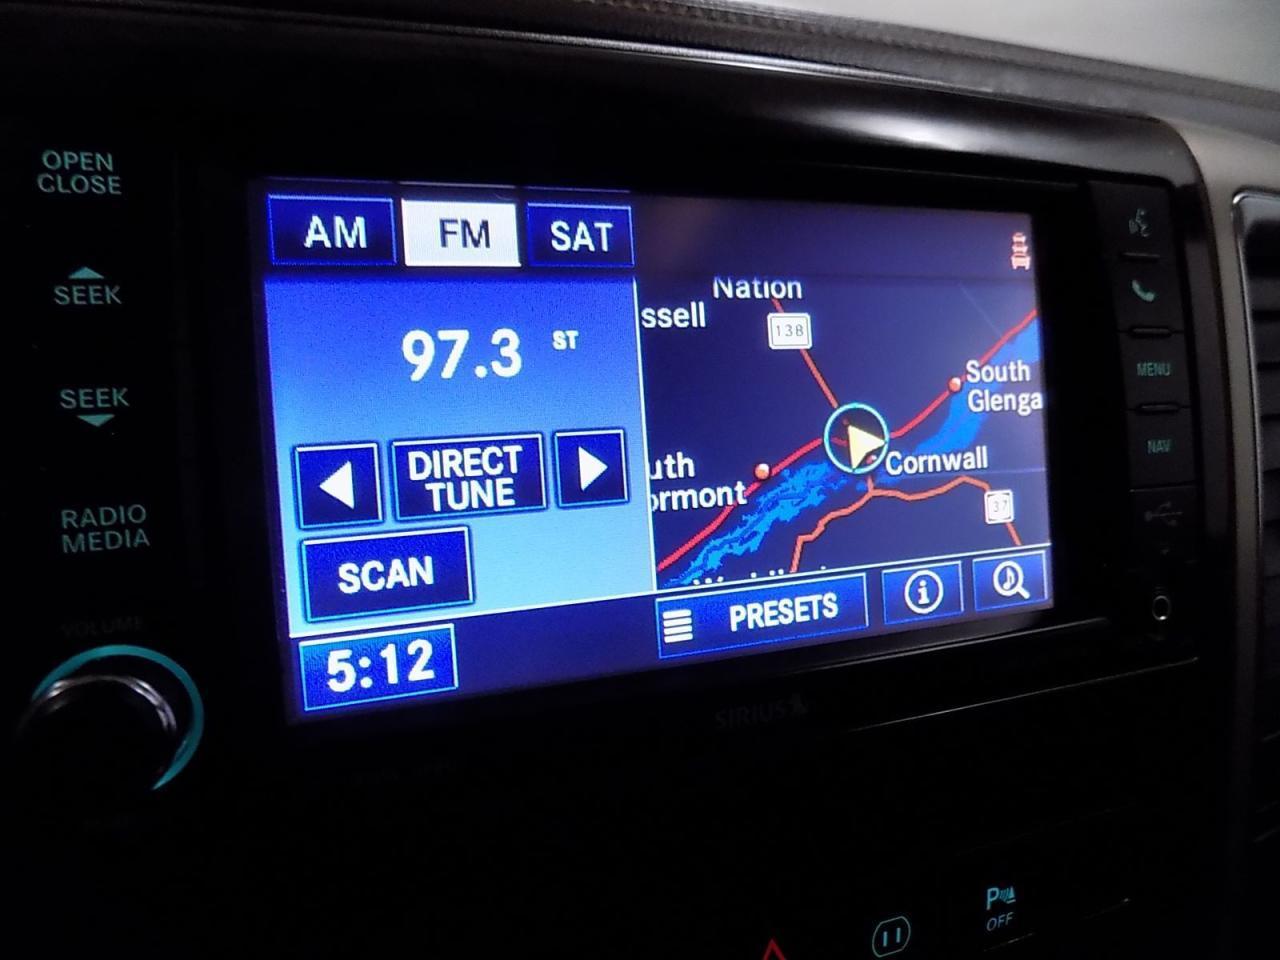 OPEN
CLOSE
SEEK
SEEK
RADIO
MEDIA
VOLUME
AM
FM
SAT
97.3
ST
DIRECT
TUNE
SCAN
5:12
Nation
ssell
138
South
Glenga
Cornwall
uth
ormont
37
PRESETS
i
MENU
NAV
SIRIUS
P
OFF